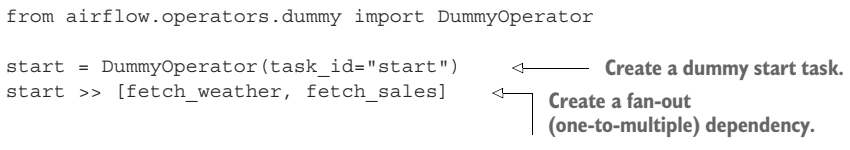 from airflow.operators.dummy import DummyOperator
start = DummyOperator(task_id="start")
Create a dummy start task.
start >> [fetch_weather, fetch_sales]
Create a fan-out
(one-to-multiple) dependency.